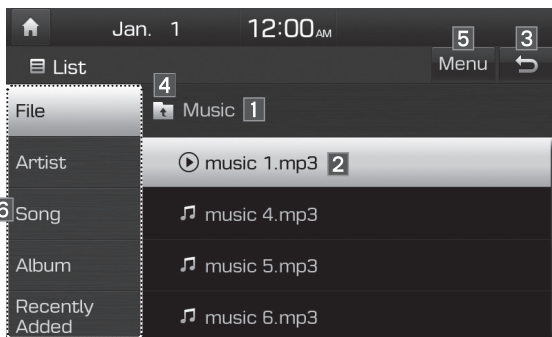 Jan. 1 12:00AM
5 3
List Menu
4
File Music 1
Artist music 1.mp3 2
6 Song music 4.mp3
Album music 5.mp3
Recently
Added music 6.mp3